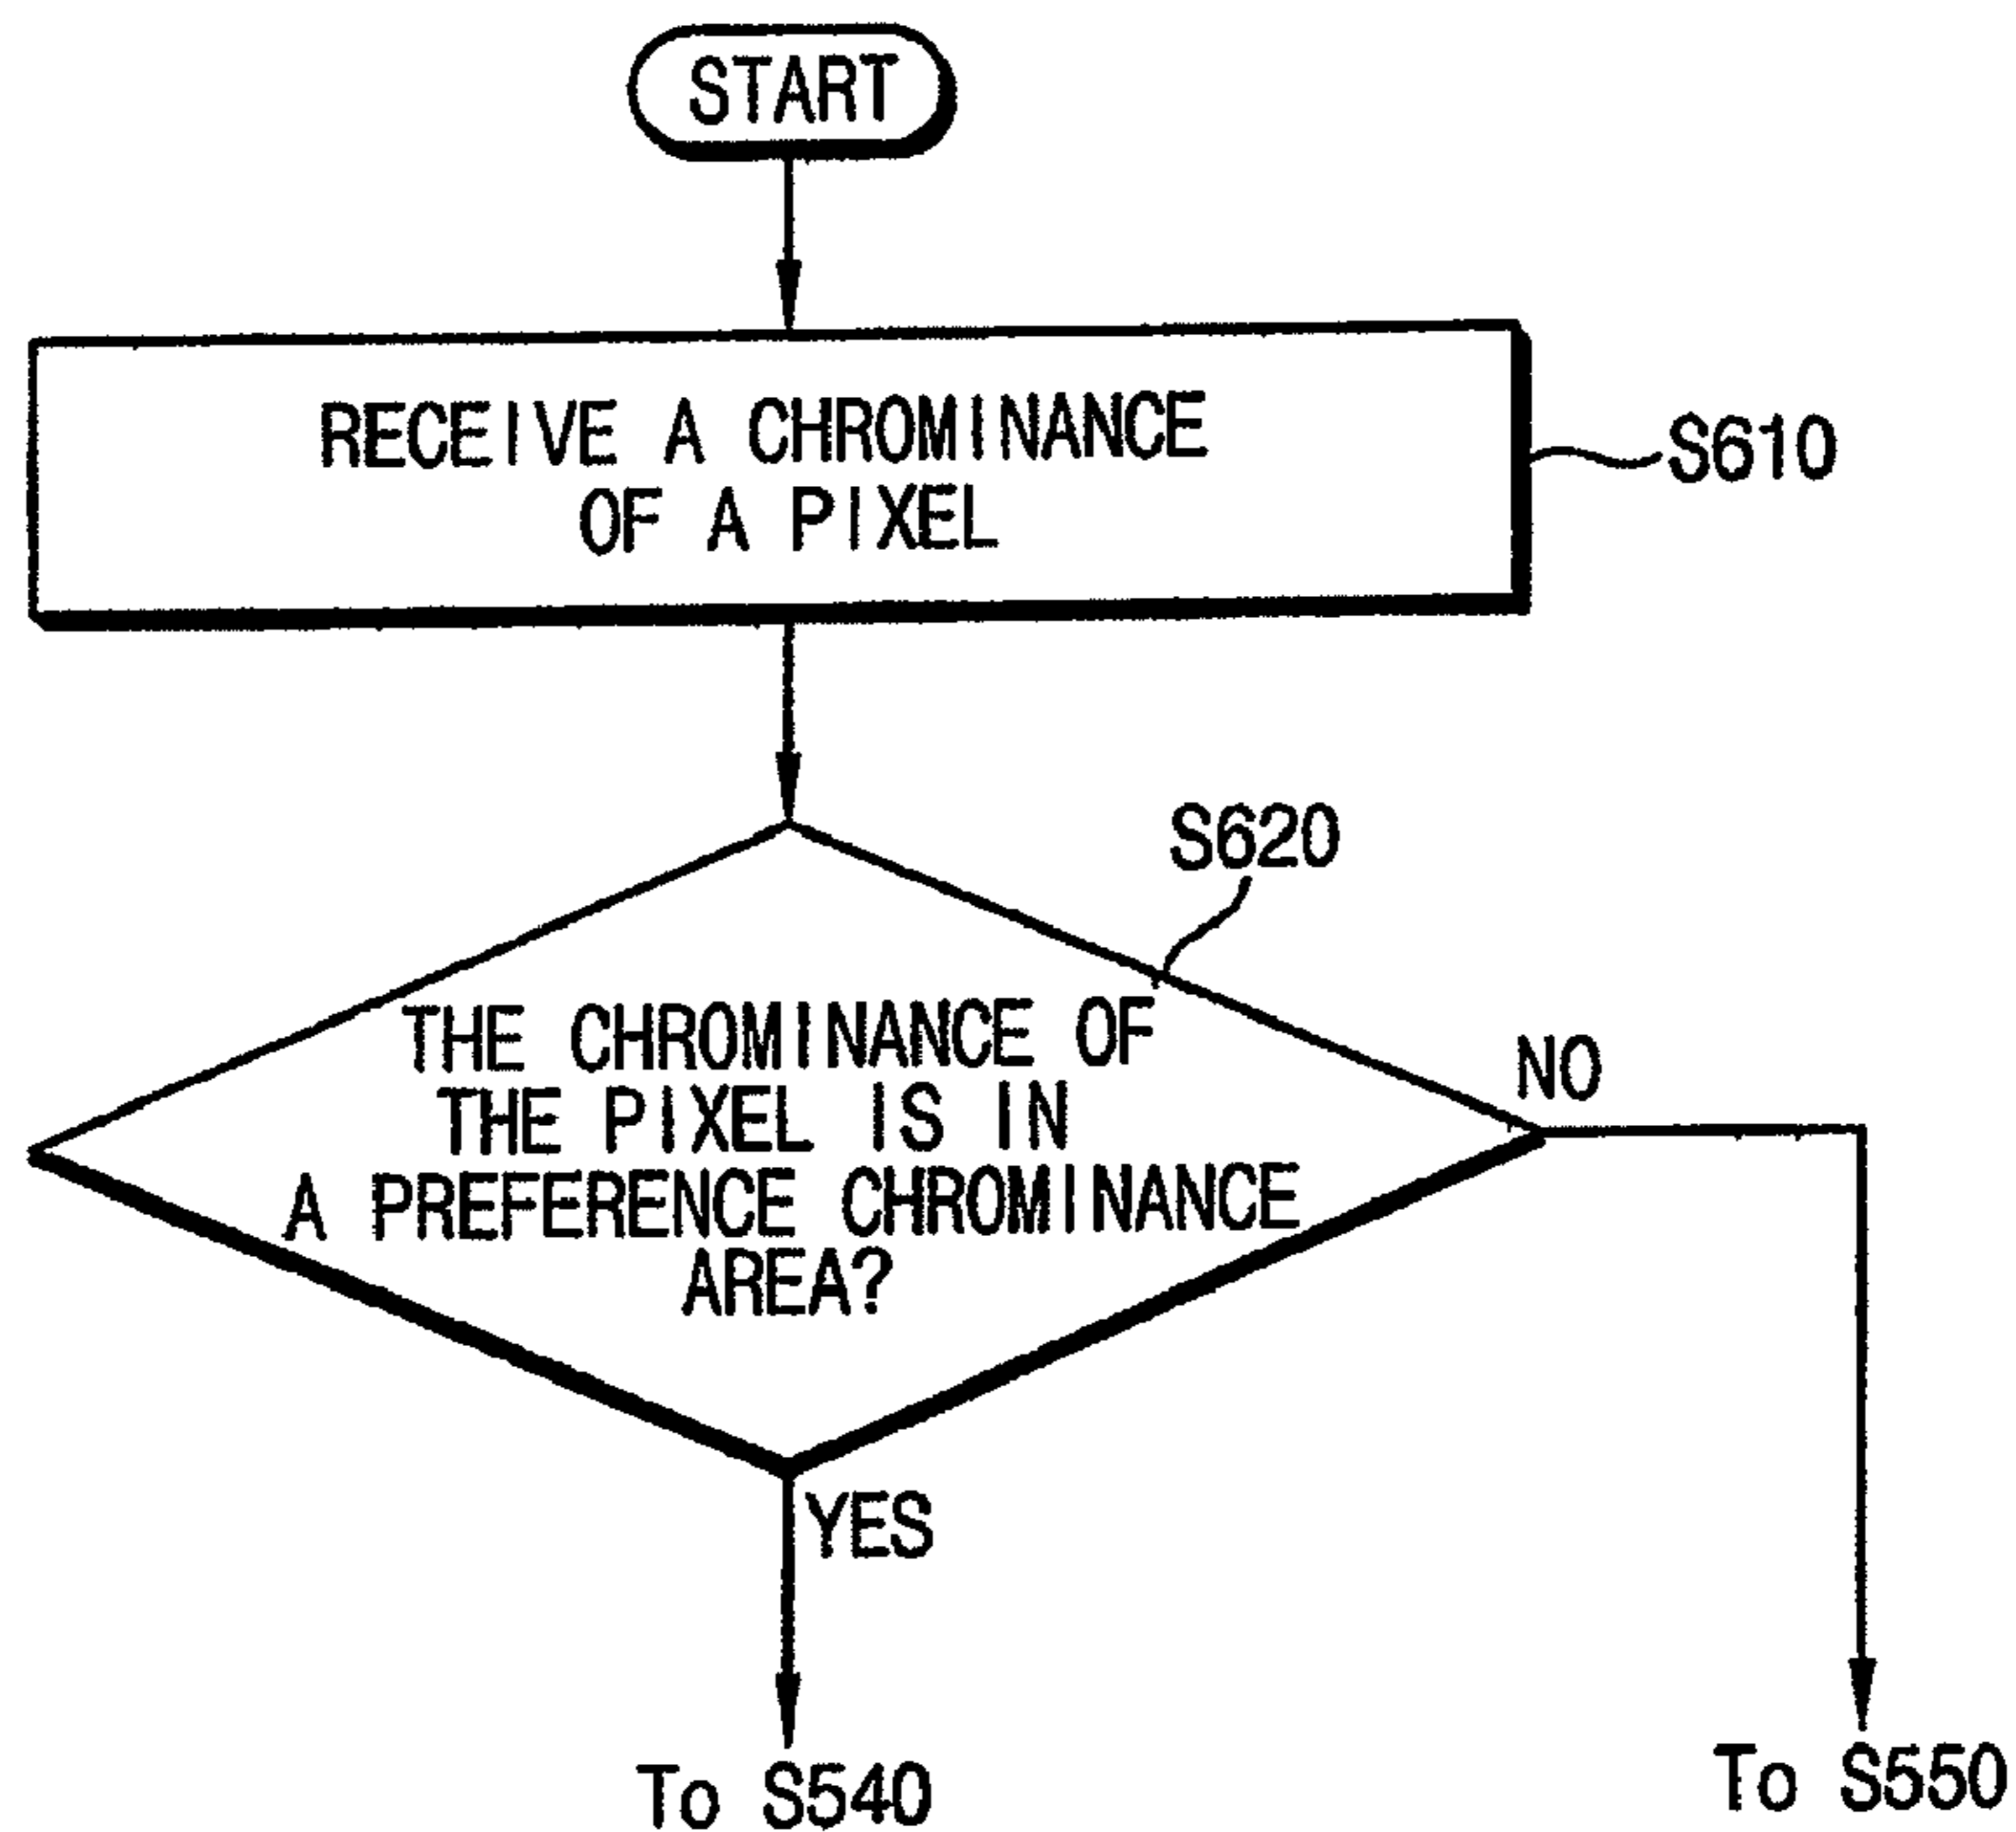 START
RECEIVE A CHROMINANCE
OF A PIXEL
S610
S620
THE CHROMINANCE OF
THE PIXEL IS IN
A PREFERENCE CHROMINANCE
AREA?
NO
YES
To S540
To S550